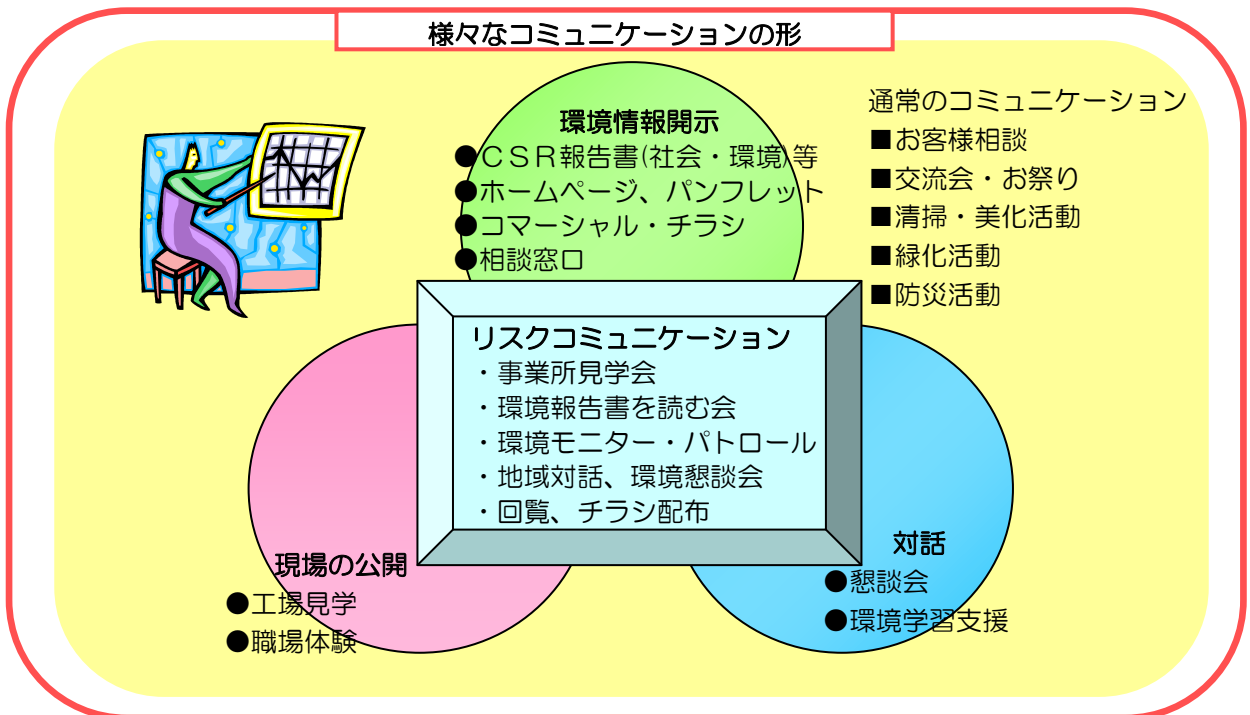 様々なコミュニケーションの形
環境情報開示
●ＣＳＲ報告書(社会・環境)等
●ホームページ、パンフレット
●コマーシャル・チラシ
●相談窓口
通常のコミュニケーション
■お客様相談
■交流会・お祭り
■清掃・美化活動
■緑化活動
■防災活動
リスクコミュニケーション
・事業所見学会
・環境報告書を読む会
・環境モニター・パトロール
・地域対話、環境懇談会
・回覧、チラシ配布
現場の公開
●工場見学
●職場体験
対話
●懇談会
●環境学習支援